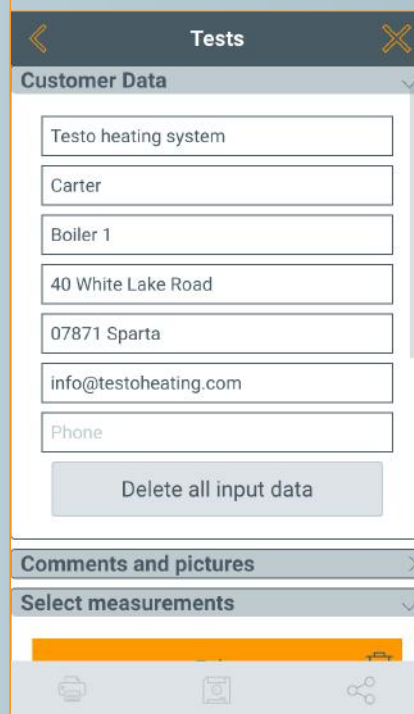 Tests
Customer Data
Testo heating system
Carter
Boiler 1
40 White Lake Road
07871 Sparta
info@testoheating.com
Phone
Delete all input data
Comments and pictures
Select measurements